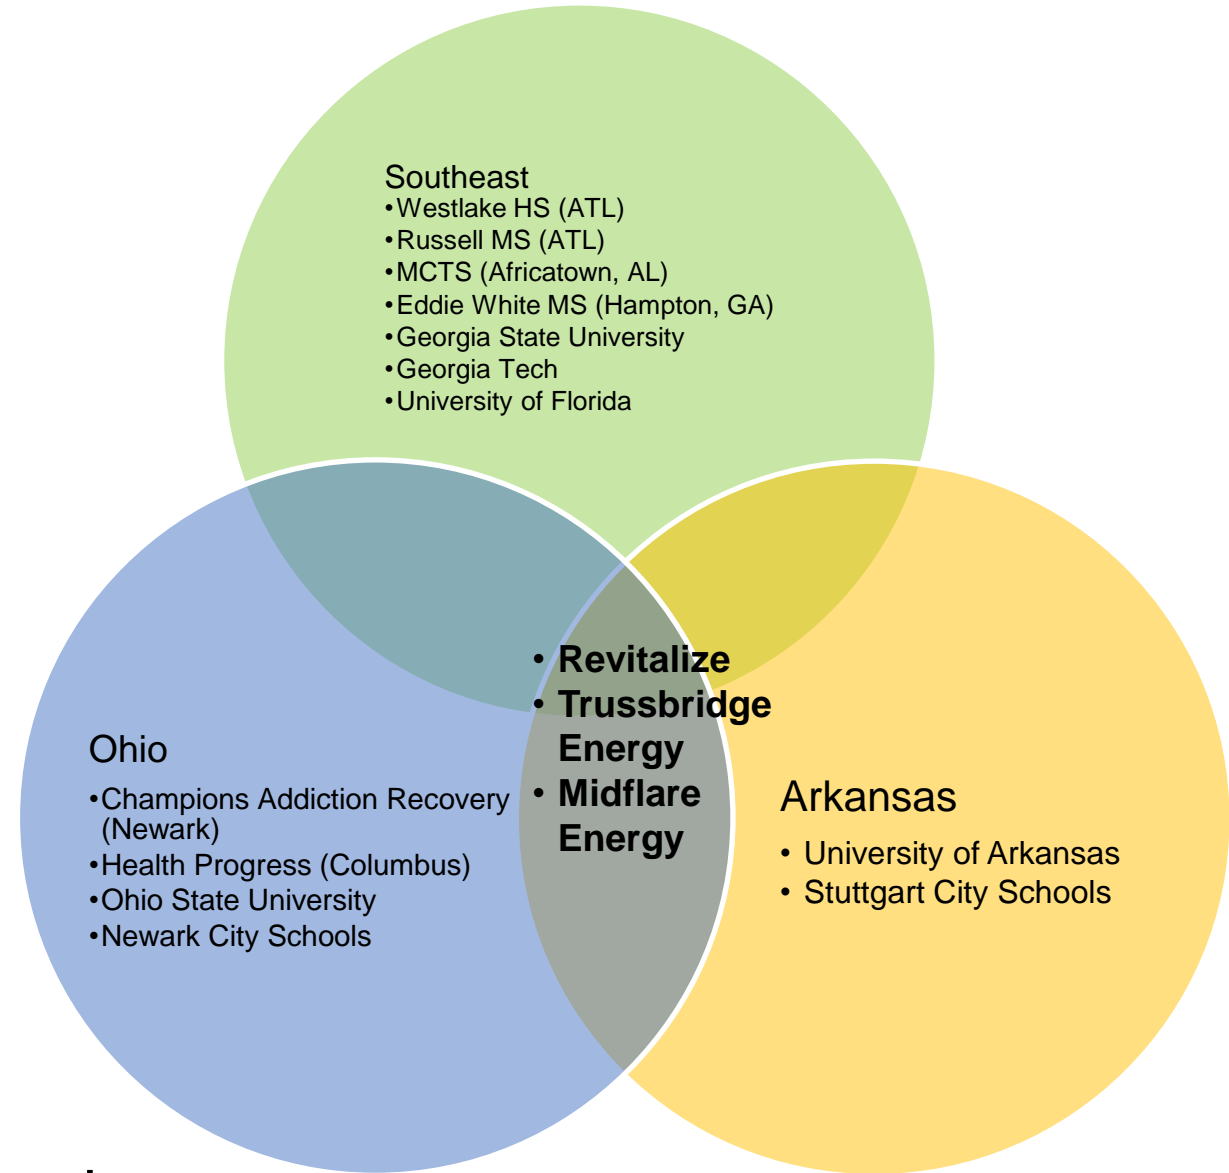 Southeast
•Westlake HS (ATL)
•Russell MS (ATL)
•MCTS (Africatown, AL)
•Eddie White MS (Hampton, GA)
•Georgia State University
•Georgia Tech
•University of Florida
• Revitalize
• Trussbridge
Energy
• Midflare
Energy
Ohio
•Champions Addiction Recovery
(Newark)
•Health Progress (Columbus)
•Ohio State University
•Newark City Schools
Arkansas
• University of Arkansas
• Stuttgart City Schools